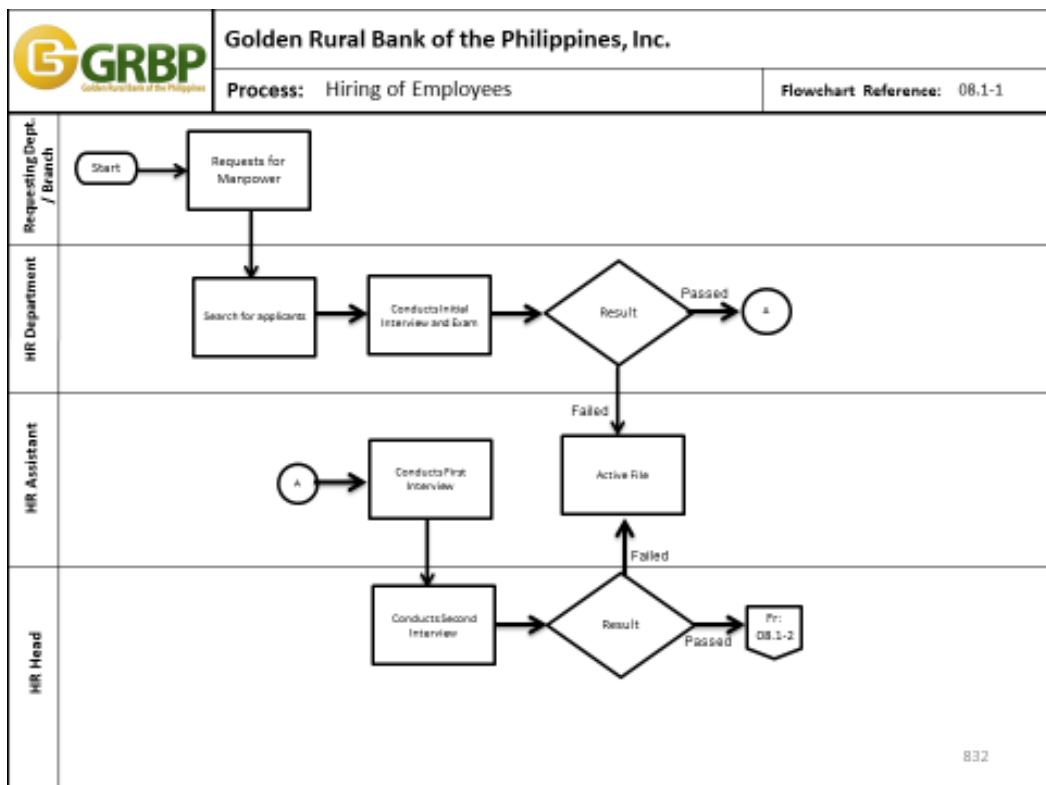 GRBP
Golden Rural Bank of the Philippines
Golden Rural Bank of the Philippines, Inc.
Process: Hiring of Employees
Flowchart Reference: 08.1-1
Requesting Dept.
/ Branch
Start
Requests for
Manpower
HR Department
Search for applicants
Conducts Initial
Interview and Exam
Result
Passed
A
Failed
HR Assistant
A
Conducts First
Interview
Active File
Failed
HR Head
Conducts Second
Interview
Result
Passed
Pr:
08.1-2
832